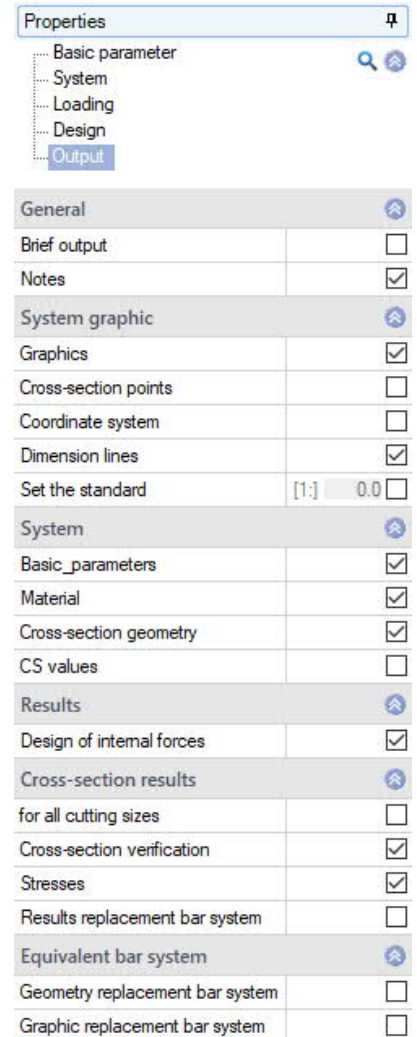 Properties
Basic parameter
System
Loading
Design
Output
General
Brief output
Notes
System graphic
Graphics
Cross-section points
Coordinate system
Dimension lines
Set the standard [1:] 0.0
System
Basic_parameters
Material
Cross-section geometry
CS values
Results
Design of internal forces
Cross-section results
for all cutting sizes
Cross-section verification
Stresses
Results replacement bar system
Equivalent bar system
Geometry replacement bar system
Graphic replacement bar system